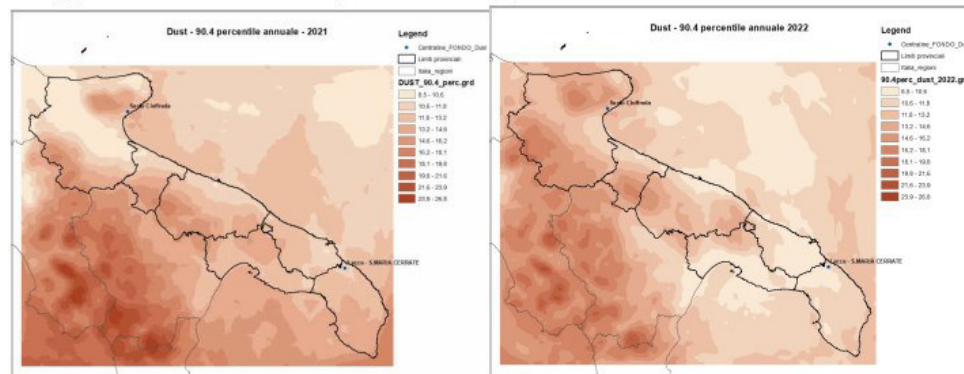 Dust - 90.4 percentile annuale - 2021
Legend
Centraline_FONDO_Dust
Limiti provinciali
Italia_regioni
DUST_90.4_perc.grd
8.5 - 10.6
10.6 - 11.8
11.8 - 13.2
13.2 - 14.6
14.6 - 16.2
16.2 - 18.1
18.1 - 19.8
19.8 - 21.6
21.6 - 23.9
23.9 - 26.8
S.MARIA CERRATE
Dust - 90.4 percentile annuale 2022
Legend
Centraline_FONDO_Du
Limiti provinciali
Italia_regioni
90.4perc_dust_2022.gr
10.6 - 11.8
11.8 - 13.2
13.2 - 14.6
14.6 - 16.2
16.2 - 18.1
18.1 - 19.8
19.8 - 21.6
21.6 - 23.9
23.9 - 26.8
S.MARIA CERRATE